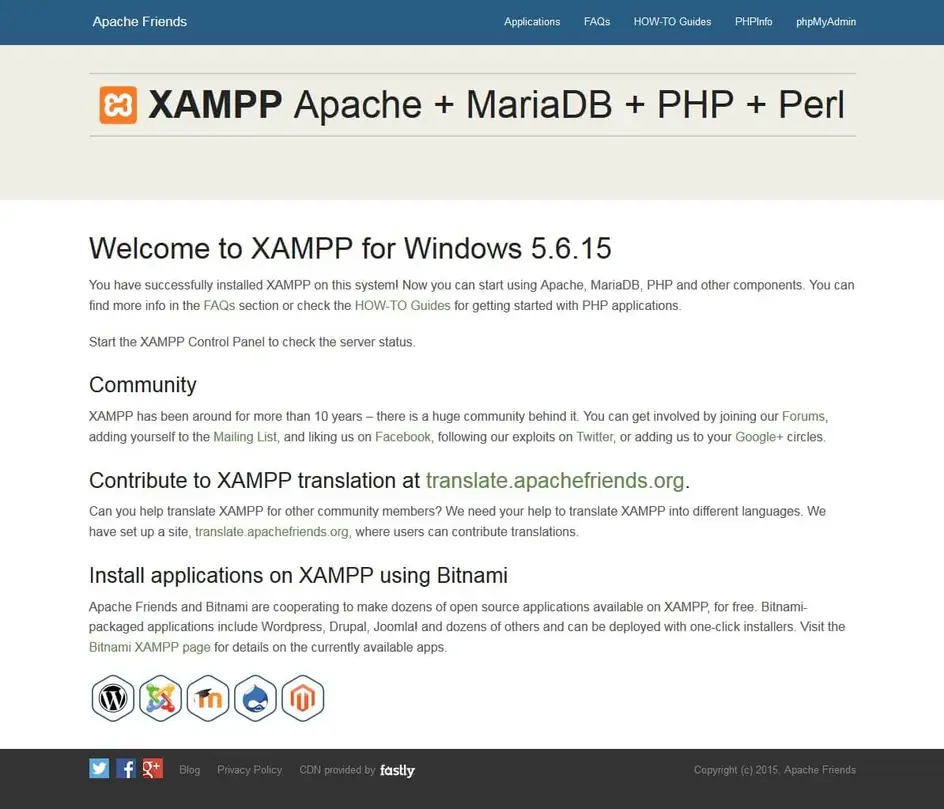 Apache Friends Applications FAQs HOW-TO Guides PHPInfo phpMyAdmin
XAMPP Apache + MariaDB + PHP + Perl
Welcome to XAMPP for Windows 5.6.15
You have successfully installed XAMPP on this system! Now you can start using Apache, MariaDB, PHP and other components. You can
find more info in the FAQs section or check the HOW-TO Guides for getting started with PHP applications.
Start the XAMPP Control Panel to check the server status.
Community
XAMPP has been around for more than 10 years – there is a huge community behind it. You can get involved by joining our Forums,
adding yourself to the Mailing List, and liking us on Facebook, following our exploits on Twitter, or adding us to your Google+ circles.
Contribute to XAMPP translation at translate.apachefriends.org.
Can you help translate XAMPP for other community members? We need your help to translate XAMPP into different languages. We
have set up a site, translate.apachefriends.org, where users can contribute translations.
Install applications on XAMPP using Bitnami
Apache Friends and Bitnami are cooperating to make dozens of open source applications available on XAMPP, for free. Bitnami-
packaged applications include Wordpress, Drupal, Joomla! and dozens of others and can be deployed with one-click installers. Visit the
Bitnami XAMPP page for details on the currently available apps.
Blog Privacy Policy CDN provided by fastly Copyright (c) 2015, Apache Friends